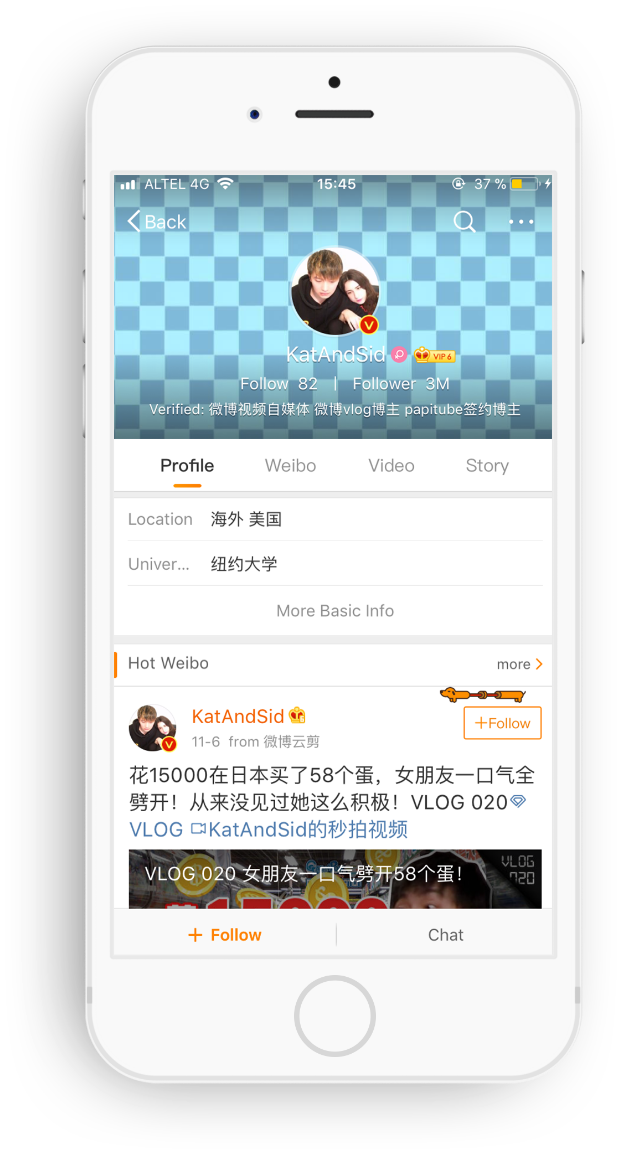 ALTEL 4G 15:45 37 %
Back
KatAndSid VIP 6
Follow 82 | Follower 3M
Verified: 微博视频自媒体 微博vlog博主 papitube签约博主
Profile Weibo Video Story
Location 海外 美国
Univer... 纽约大学
More Basic Info
Hot Weibo more
KatAndSid
+Follow
11-6 from 微博云剪
花15000在日本买了58个蛋，女朋友一口气全
劈开！从来没见过她这么积极！VLOG 020
VLOG KatAndSid的秒拍视频
VLOG 020 女朋友一口气劈开58个蛋！
VLOG
020
花15000
+ Follow Chat